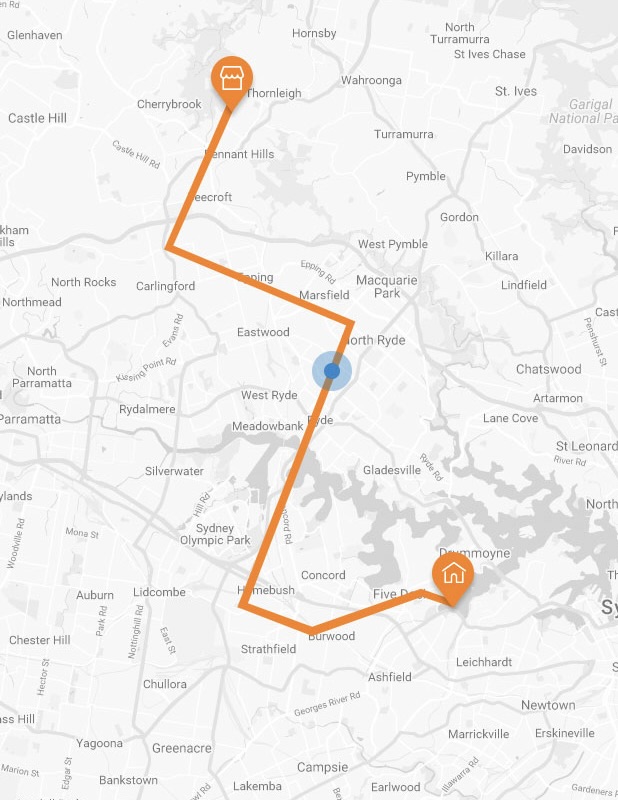 Glenhaven
Hornsby
North
Turramurra
St Ives Chase
Wahroonga
St. Ives
Thornleigh
Cherrybrook
Garigal
National Pa
Castle Hill
Turramurra
Castle Hill Rd
Pennant Hills
Davidson
Pymble
eecroft
Gordon
kham
ills
West Pymble
Killara
Epping Rd
Epping
Macquarie
Park
North Rocks
Carlingford
Lindfield
Marsfield
Northmead
Cast
Evans Rd
Eastwood
North Ryde
Penshurst St
Kissing Point Rd
North
Parramatta
Chatswood
West Ryde
Artarmon
Rydalmere
Parramatta
Ryde
Lane Cove
Meadowbank
St Leonard
River Rd
Silverwater
Gladesville
Ryde Rd
ylands
Hill Rd
North
Woodville Rd
Mona St
Sydney
Olympic Park
oncord Rd
Drummoyne
Concord
Th
Auburn
Lidcombe
Homebush
Five Dock
Sy
Park Rd
Nottinghill Rd
Chester Hill
East St
Burwood
Strathfield
Leichhardt
Hector St
Ashfield
Chullora
Georges River Rd
Newtown
ass Hill
Marrickville
Erskineville
Yagoona
Greenacre
Marion St
Edgar St
Campsie
Illawarra Rd
Bankstown
Lakemba
Earlwood
Gardeners